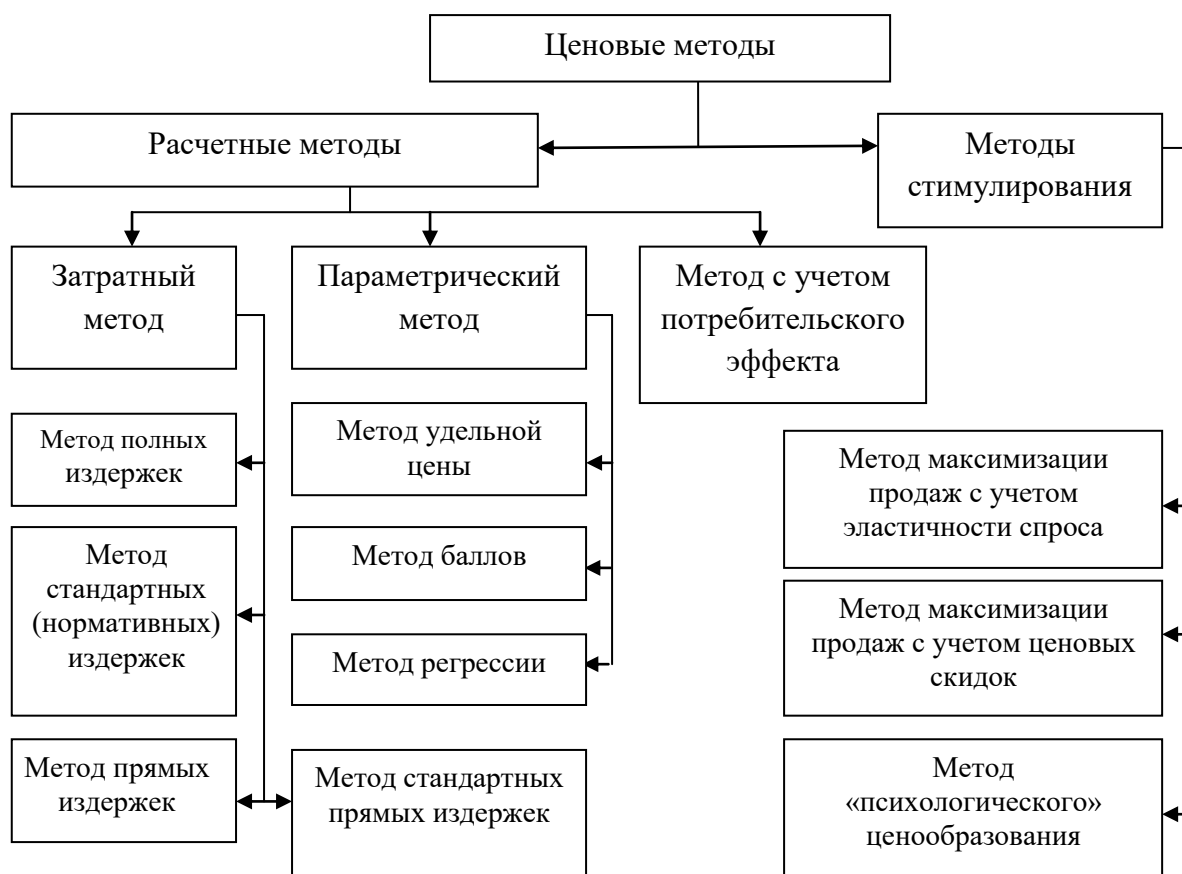 Ценовые методы
Расчетные методы
Методы
стимулирования
Затратный
метод
Параметрический
метод
Метод с учетом
потребительского
эффекта
Метод полных
издержек
Метод удельной
цены
Метод максимизации
продаж с учетом
эластичности спроса
Метод
стандартных
(нормативных)
издержек
Метод баллов
Метод максимизации
продаж с учетом ценовых
скидок
Метод регрессии
Метод прямых
издержек
Метод стандартных
прямых издержек
Метод
«психологического»
ценообразования